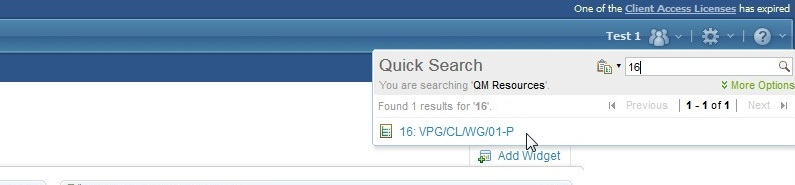 One of the Client Access Licenses has expired
Test 1
Quick Search
16
You are searching 'QM Resources'.
More Options
Found 1 results for '16'.
Previous
1 - 1 of 1
Next
16: VPG/CL/WG/01-P
Add Widget